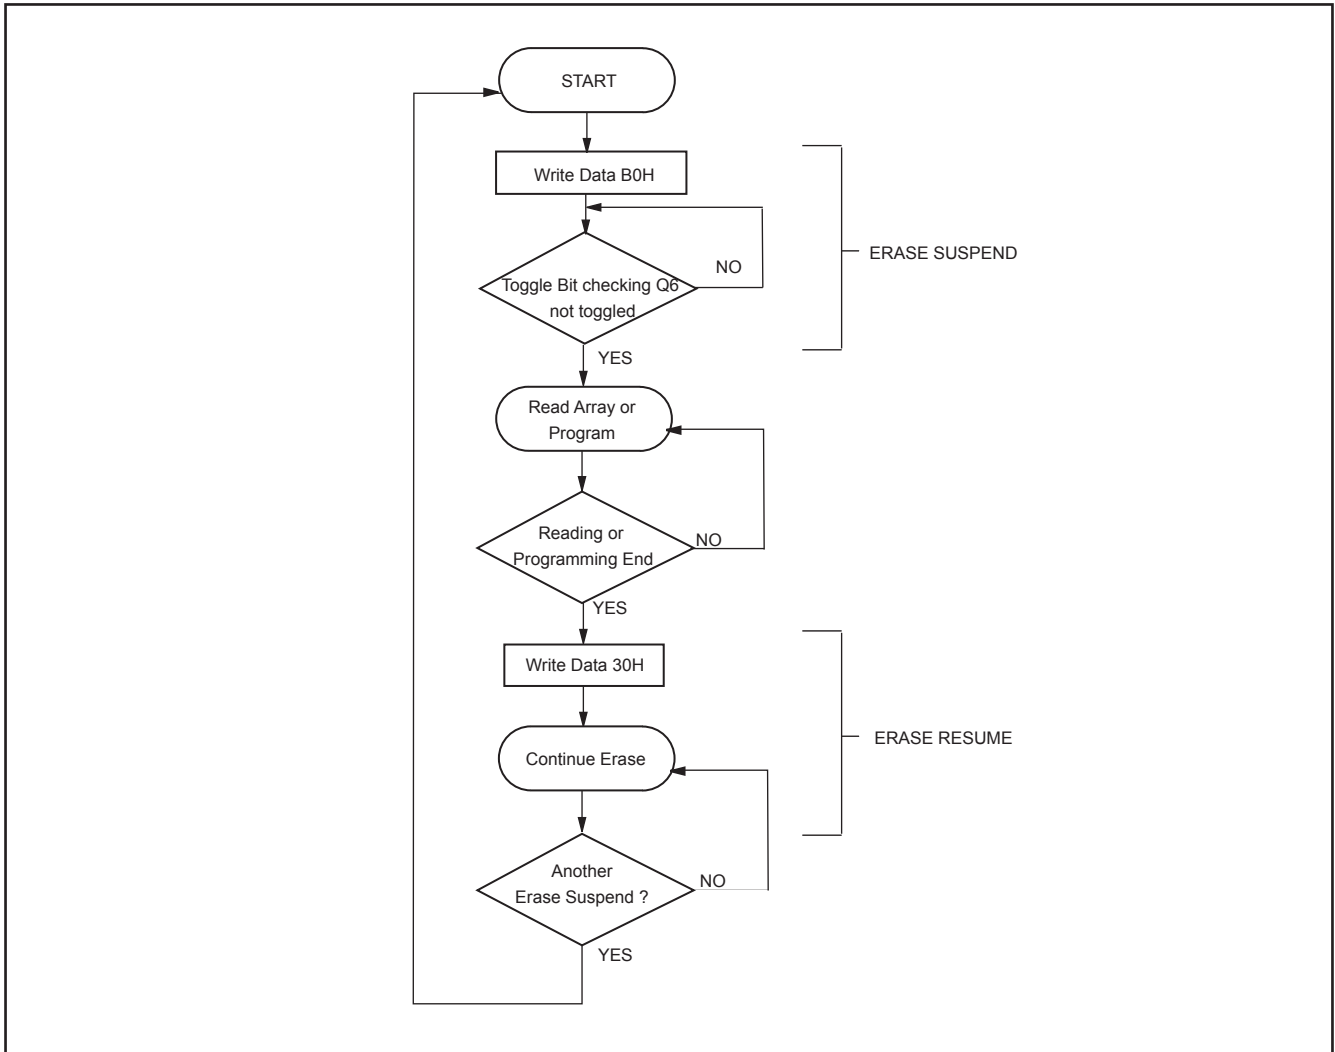 START
Write Data B0H
ERASE SUSPEND
NO
Toggle Bit checking Q6
not toggled
YES
Read Array or
Program
Reading or
Programming End
NO
YES
Write Data 30H
ERASE RESUME
Continue Erase
Another
Erase Suspend ?
NO
YES